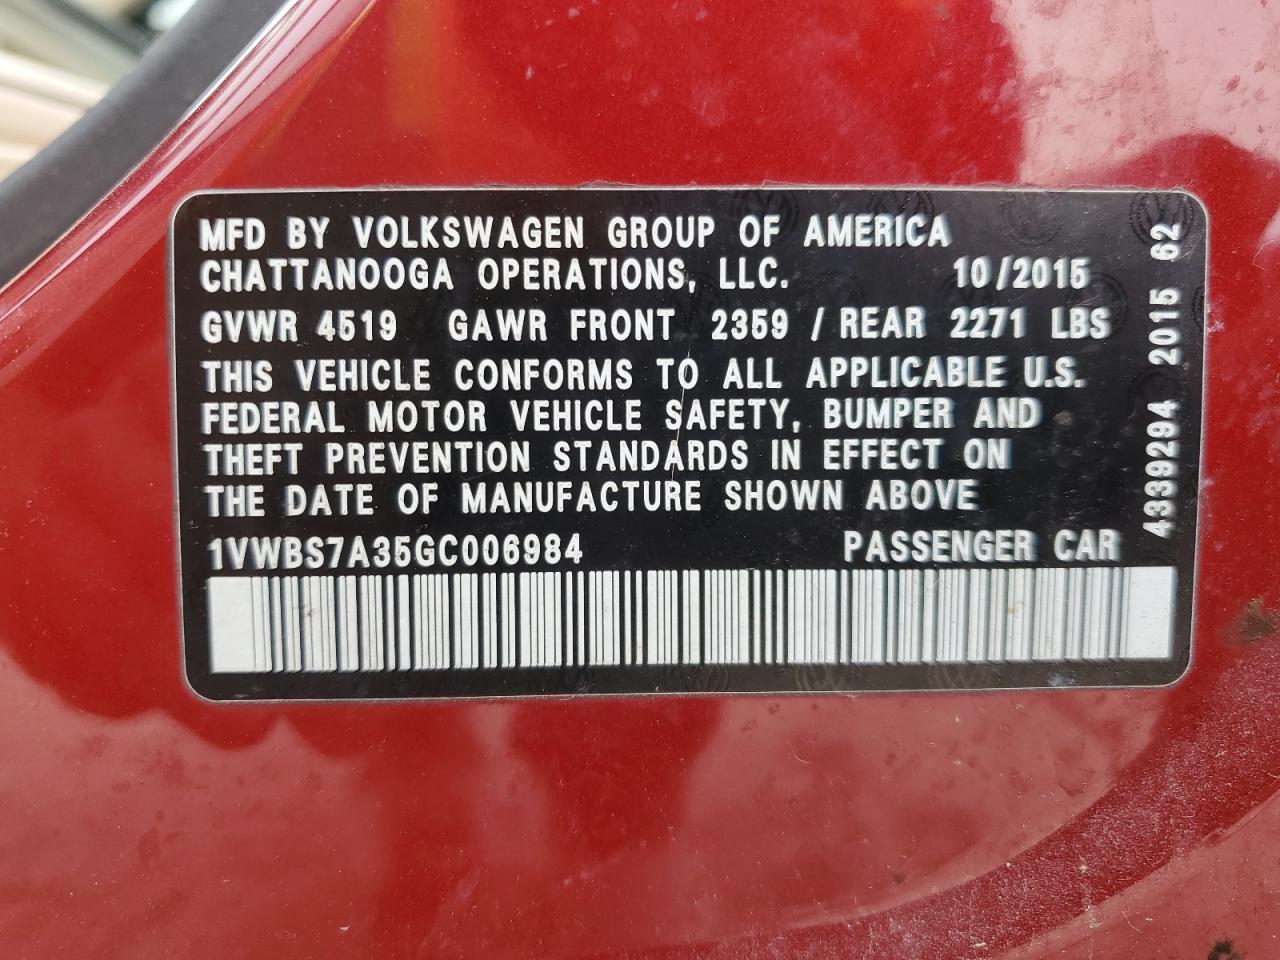 MFD BY VOLKSWAGEN GROUP OF AMERICA
CHATTANOOGA OPERATIONS, LLC. 10/2015
GVWR 4519 GAWR FRONT 2359 / REAR 2271 LBS
THIS VEHICLE CONFORMS TO ALL APPLICABLE U.S.
FEDERAL MOTOR VEHICLE SAFETY, BUMPER AND
THEFT PREVENTION STANDARDS IN EFFECT ON
THE DATE OF MANUFACTURE SHOWN ABOVE
1VWBS7A35GC006984 PASSENGER CAR
4339294 2015 62